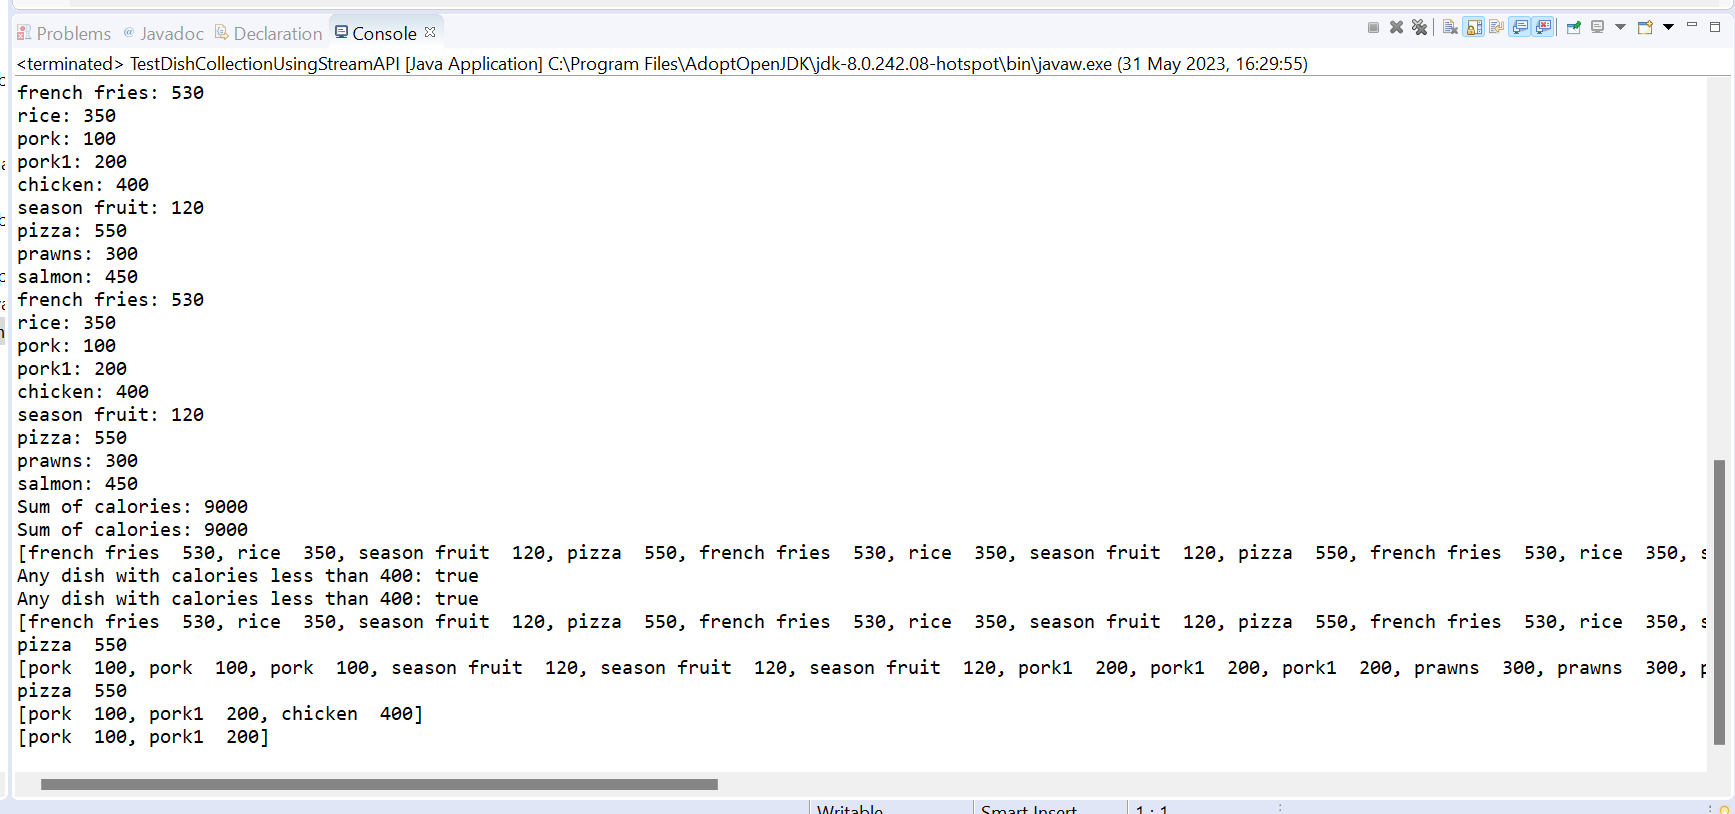 Problems @ Javadoc Declaration Console
<terminated> TestDishCollectionUsingStreamAPI [Java Application] C:\Program Files\AdoptOpenJDK\jdk-8.0.242.08-hotspot\bin\javaw.exe (31 May 2023, 16:29:55)
french fries: 530
rice: 350
pork: 100
pork1: 200
chicken: 400
season fruit: 120
pizza: 550
prawns: 300
salmon: 450
french fries: 530
rice: 350
pork: 100
pork1: 200
chicken: 400
season fruit: 120
pizza: 550
prawns: 300
salmon: 450
Sum of calories: 9000
Sum of calories: 9000
[french fries  530, rice  350, season fruit  120, pizza  550, french fries  530, rice  350, season fruit  120, pizza  550, french fries  530, rice  350, s
Any dish with calories less than 400: true
Any dish with calories less than 400: true
[french fries  530, rice  350, season fruit  120, pizza  550, french fries  530, rice  350, season fruit  120, pizza  550, french fries  530, rice  350, s
pizza  550
[pork  100, pork  100, pork  100, season fruit  120, season fruit  120, season fruit  120, pork1  200, pork1  200, pork1  200, prawns  300, prawns  300, p
pizza  550
[pork  100, pork1  200, chicken  400]
[pork  100, pork1  200]
Writable Smart Insert 1 : 1